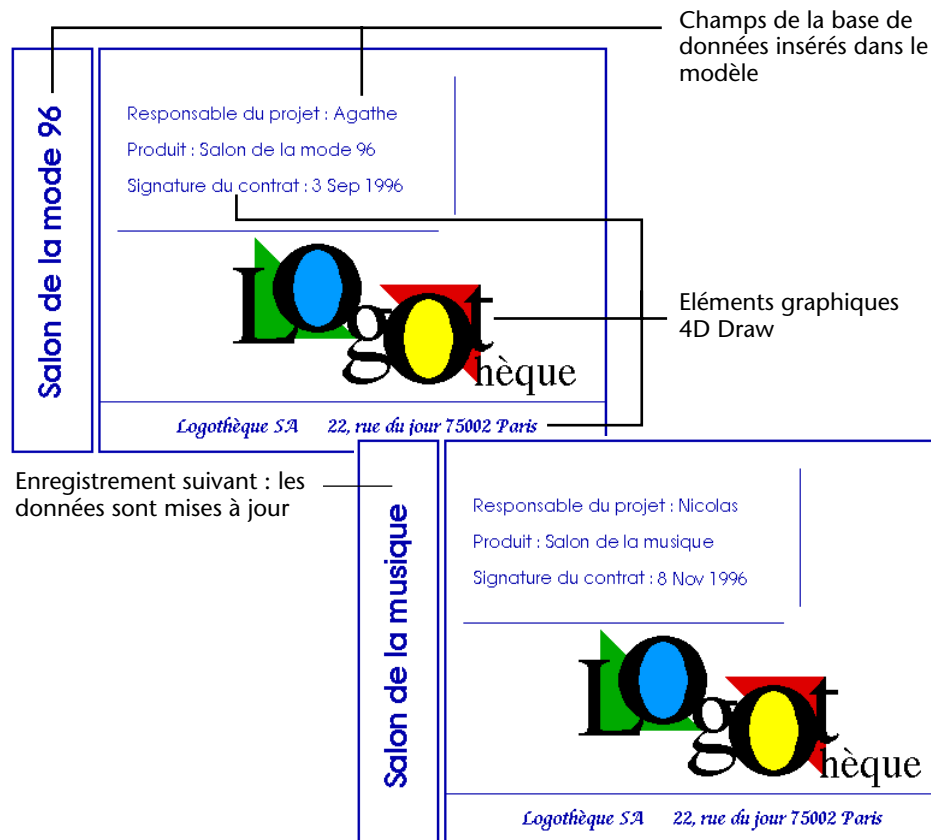 Champs de la base de
données insérés dans le
modèle
Salon de la mode 96
Responsable du projet : Agathe
Produit : Salon de la mode 96
Signature du contrat : 3 Sep 1996
Logothèque
Eléments graphiques
4D Draw
Logothèque SA 22, rue du jour 75002 Paris
Enregistrement suivant : les
données sont mises à jour
Salon de la musique
Responsable du projet : Nicolas
Produit : Salon de la musique
Signature du contrat : 8 Nov 1996
Logothèque
Logothèque SA 22, rue du jour 75002 Paris